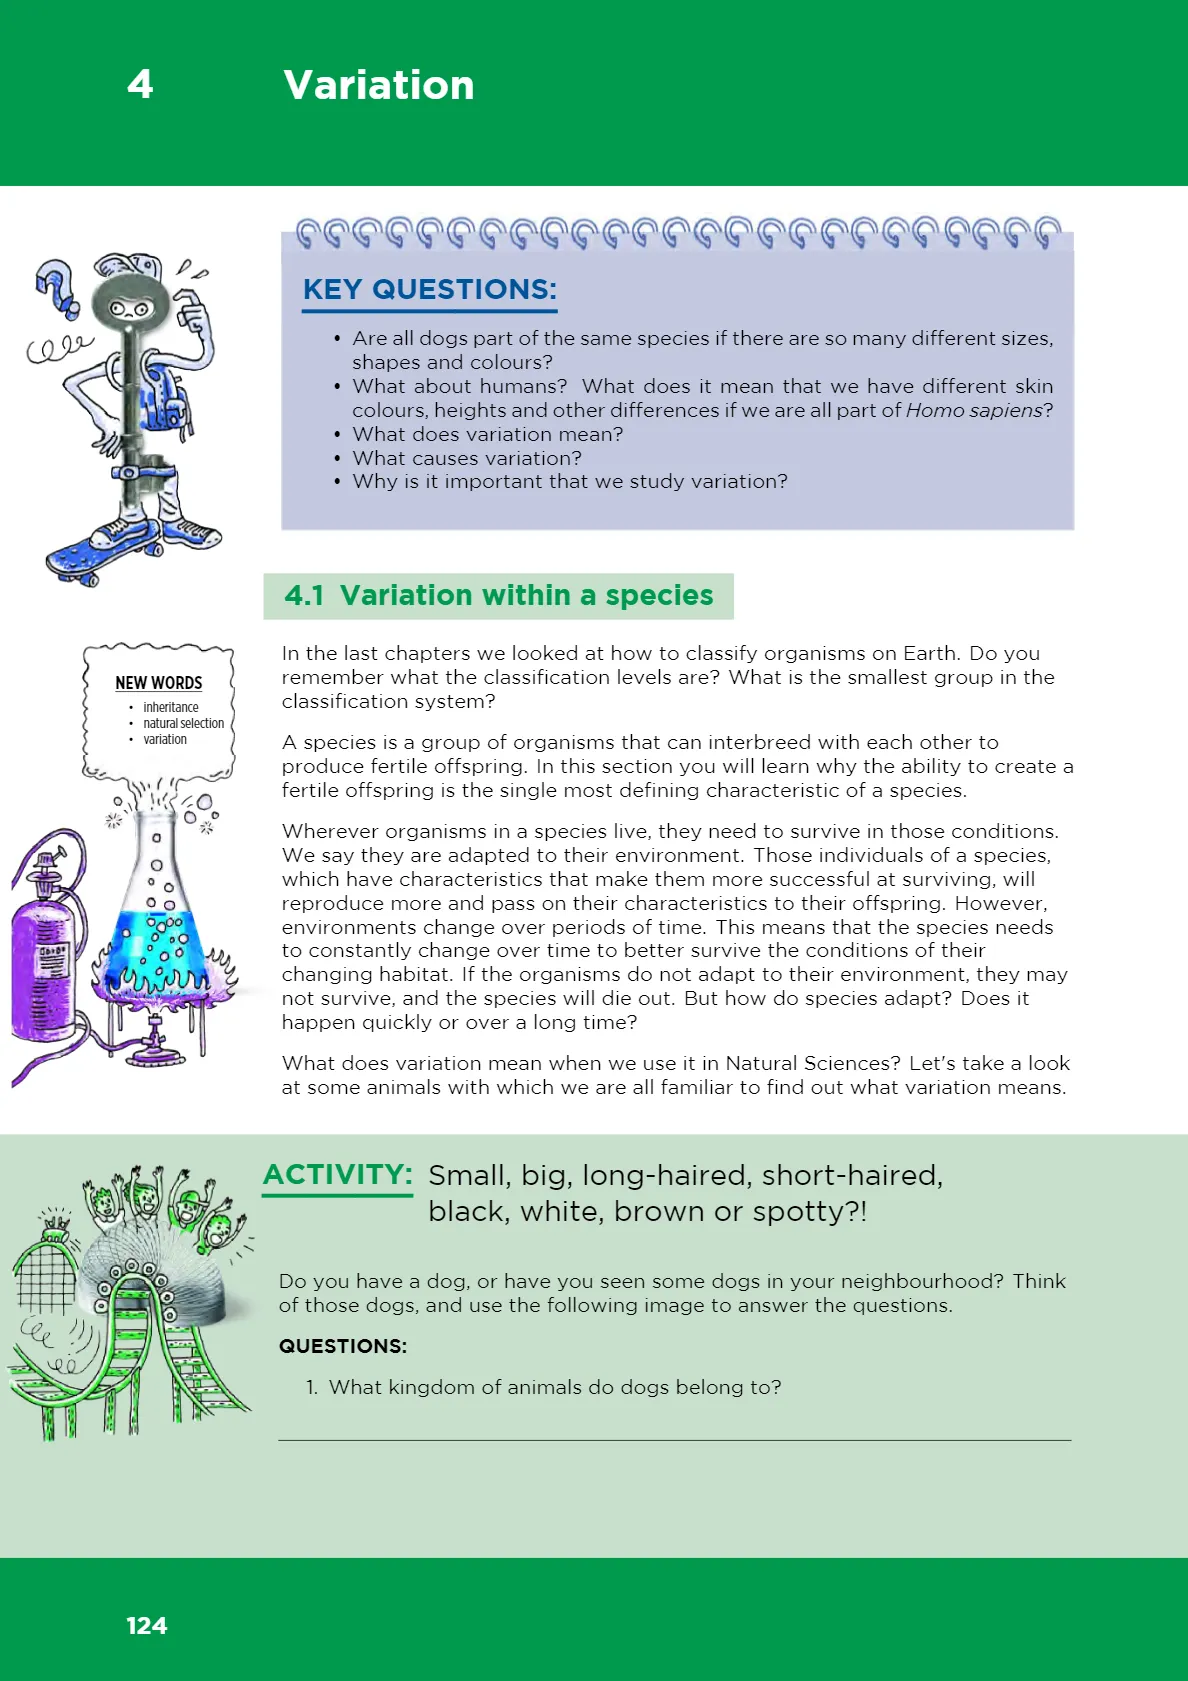 4 Variation
KEY QUESTIONS:
• Are all dogs part of the same species if there are so many different sizes,
shapes and colours?
• What about humans? What does it mean that we have different skin
colours, heights and other differences if we are all part of Homo sapiens?
• What does variation mean?
• What causes variation?
• Why is it important that we study variation?
4.1 Variation within a species
NEW WORDS
• inheritance
• natural selection
• variation
In the last chapters we looked at how to classify organisms on Earth. Do you
remember what the classification levels are? What is the smallest group in the
classification system?
A species is a group of organisms that can interbreed with each other to
produce fertile offspring. In this section you will learn why the ability to create a
fertile offspring is the single most defining characteristic of a species.
Wherever organisms in a species live, they need to survive in those conditions.
We say they are adapted to their environment. Those individuals of a species,
which have characteristics that make them more successful at surviving, will
reproduce more and pass on their characteristics to their offspring. However,
environments change over periods of time. This means that the species needs
to constantly change over time to better survive the conditions of their
changing habitat. If the organisms do not adapt to their environment, they may
not survive, and the species will die out. But how do species adapt? Does it
happen quickly or over a long time?
What does variation mean when we use it in Natural Sciences? Let's take a look
at some animals with which we are all familiar to find out what variation means.
ACTIVITY: Small, big, long-haired, short-haired,
black, white, brown or spotty?!
Do you have a dog, or have you seen some dogs in your neighbourhood? Think
of those dogs, and use the following image to answer the questions.
QUESTIONS:
1. What kingdom of animals do dogs belong to?
124